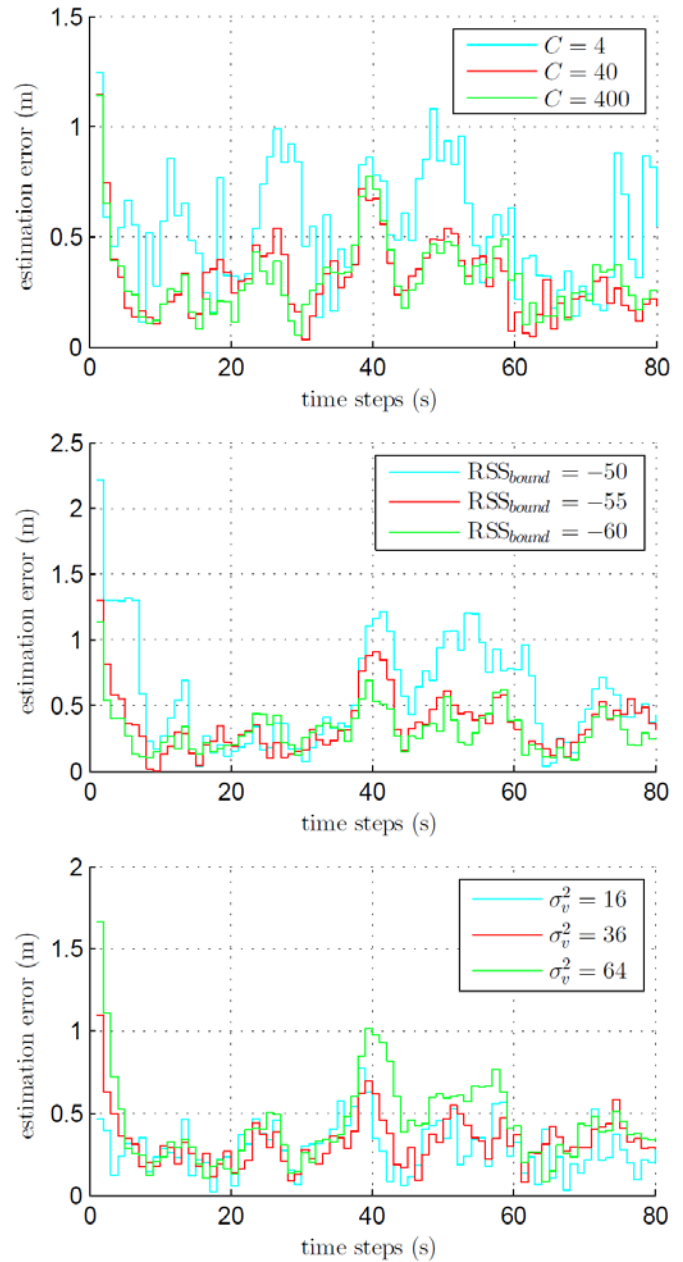 1.5
C = 4
C = 40
C = 400
1
0.5
0
estimation error (m)
0 20 40 60 80
time steps (s)
2.5
RSS_bound = −50
RSS_bound = −55
RSS_bound = −60
2
1.5
1
0.5
0
estimation error (m)
0 20 40 60 80
time steps (s)
2
σ_v^2 = 16
σ_v^2 = 36
σ_v^2 = 64
1.5
1
0.5
0
estimation error (m)
0 20 40 60 80
time steps (s)